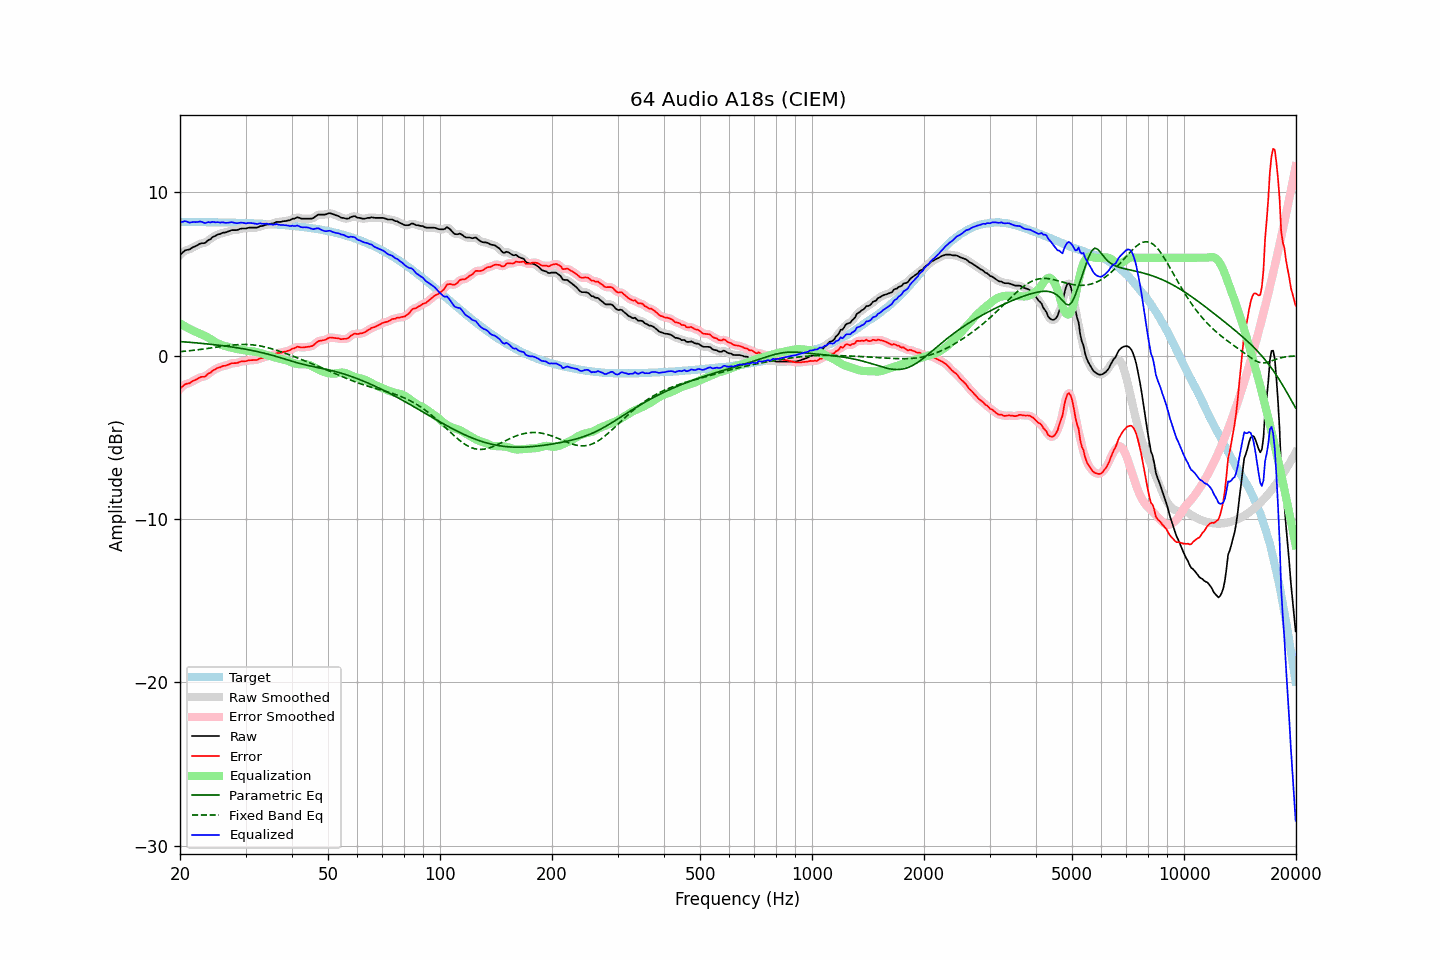 64 Audio A18s (CIEM)
Amplitude (dBr)
10
0
−10
−20
−30
Target
Raw Smoothed
Error Smoothed
Raw
Error
Equalization
Parametric Eq
Fixed Band Eq
Equalized
20 50 100 200 500 1000 2000 5000 10000 20000
Frequency (Hz)